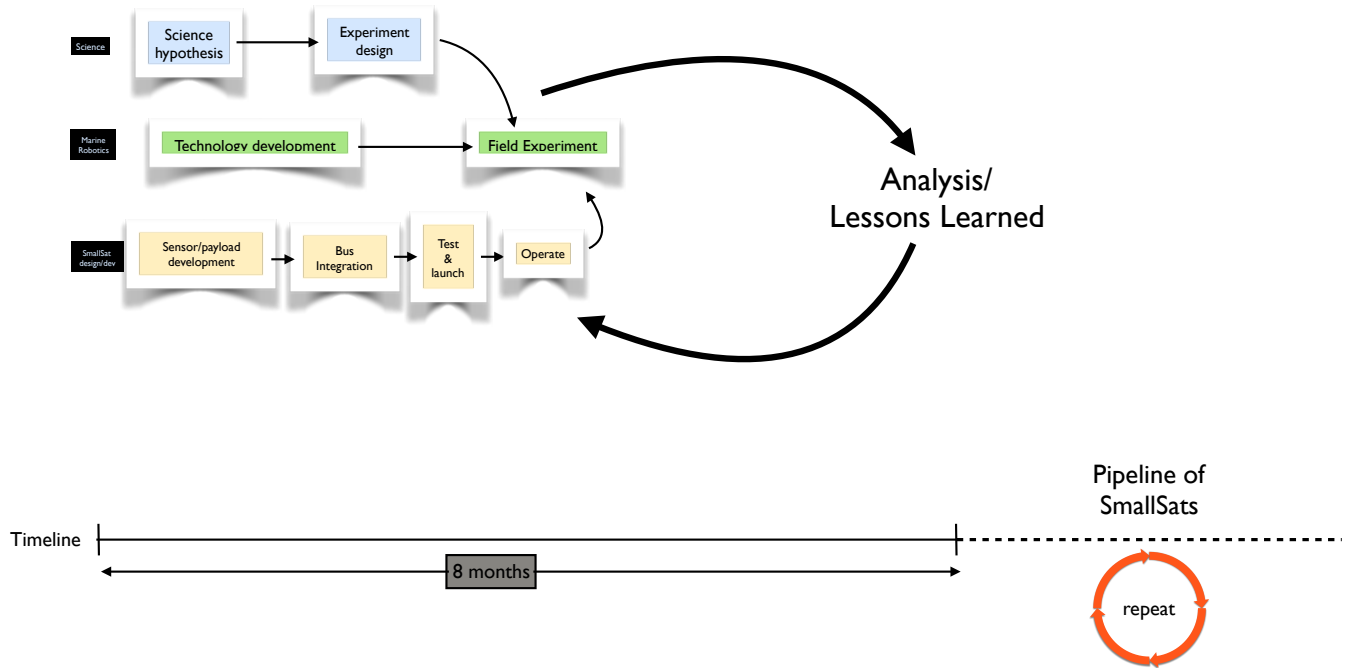 Science
Science
hypothesis
Experiment
design
Marine
Robotics
Technology development
Field Experiment
Analysis/
Lessons Learned
SmallSat
design/dev
Sensor/payload
development
Bus
Integration
Test
&
launch
Operate
Pipeline of
SmallSats
Timeline
8 months
repeat